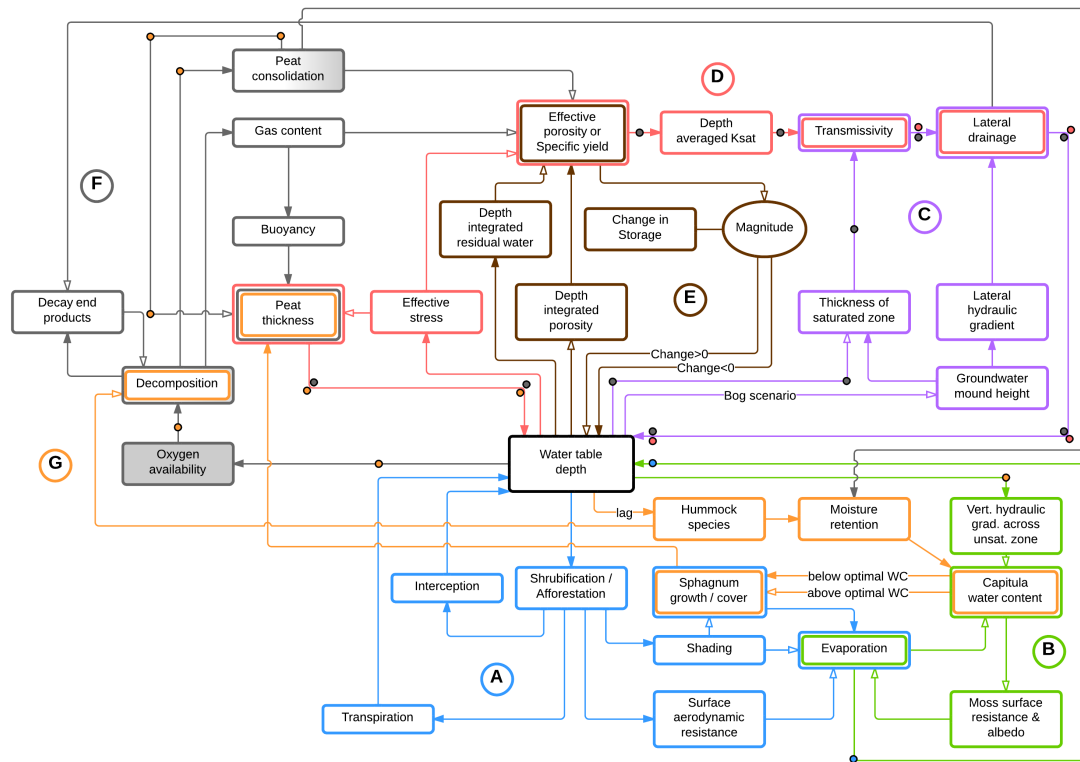 Peat
consolidation
D
Effective
porosity or
Specific yield
Depth
averaged Ksat
Transmissivity
Lateral
drainage
Gas content
F
Depth
integrated
residual water
Change in
Storage
Magnitude
C
Buoyancy
Decay end
products
Peat
thickness
Effective
stress
Depth
integrated
porosity
E
Thickness of
saturated zone
Lateral
hydraulic
gradient
Change>0
Change<0
Decomposition
Bog scenario
Groundwater
mound height
G
Oxygen
availability
Water table
depth
lag
Hummock
species
Moisture
retention
Vert. hydraulic
grad. across
unsat. zone
Interception
Shrubification /
Afforestation
Sphagnum
growth / cover
below optimal WC
above optimal WC
Capitula
water content
Shading
Evaporation
B
A
Transpiration
Surface
aerodynamic
resistance
Moss surface
resistance &
albedo